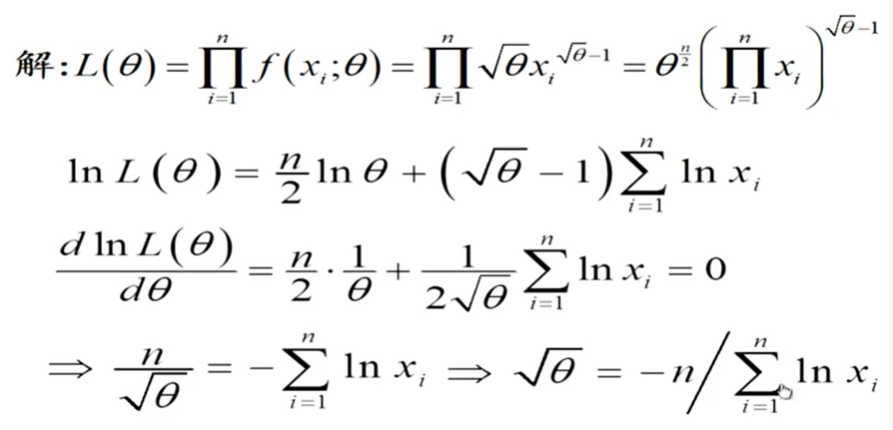 解:L(θ) = ∏_{i=1}^{n} f(x_i;θ) = ∏_{i=1}^{n} √θ x_i^{√θ-1} = θ^{n/2} (∏_{i=1}^{n} x_i)^{√θ-1}
ln L(θ) = n/2 ln θ + (√θ - 1) ∑_{i=1}^{n} ln x_i
d ln L(θ)/dθ = n/2 · 1/θ + 1/(2√θ) ∑_{i=1}^{n} ln x_i = 0
⇒ n/√θ = -∑_{i=1}^{n} ln x_i ⇒ √θ = -n/∑_{i=1}^{n} ln x_i